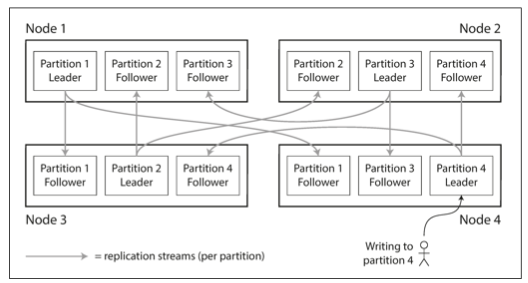 Node 1
Node 2
Partition 1
Leader
Partition 2
Follower
Partition 3
Follower
Partition 2
Follower
Partition 3
Leader
Partition 4
Follower
Partition 1
Follower
Partition 2
Leader
Partition 4
Follower
Partition 1
Follower
Partition 3
Follower
Partition 4
Leader
Node 3
Node 4
Writing to
partition 4
= replication streams (per partition)